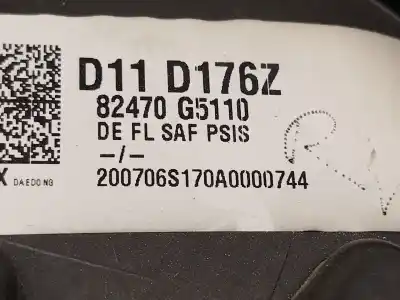 D11 D176Z
82470 G5110
DE FL SAF PSIS
-/-
X DAEDONG
200706S170A0000744